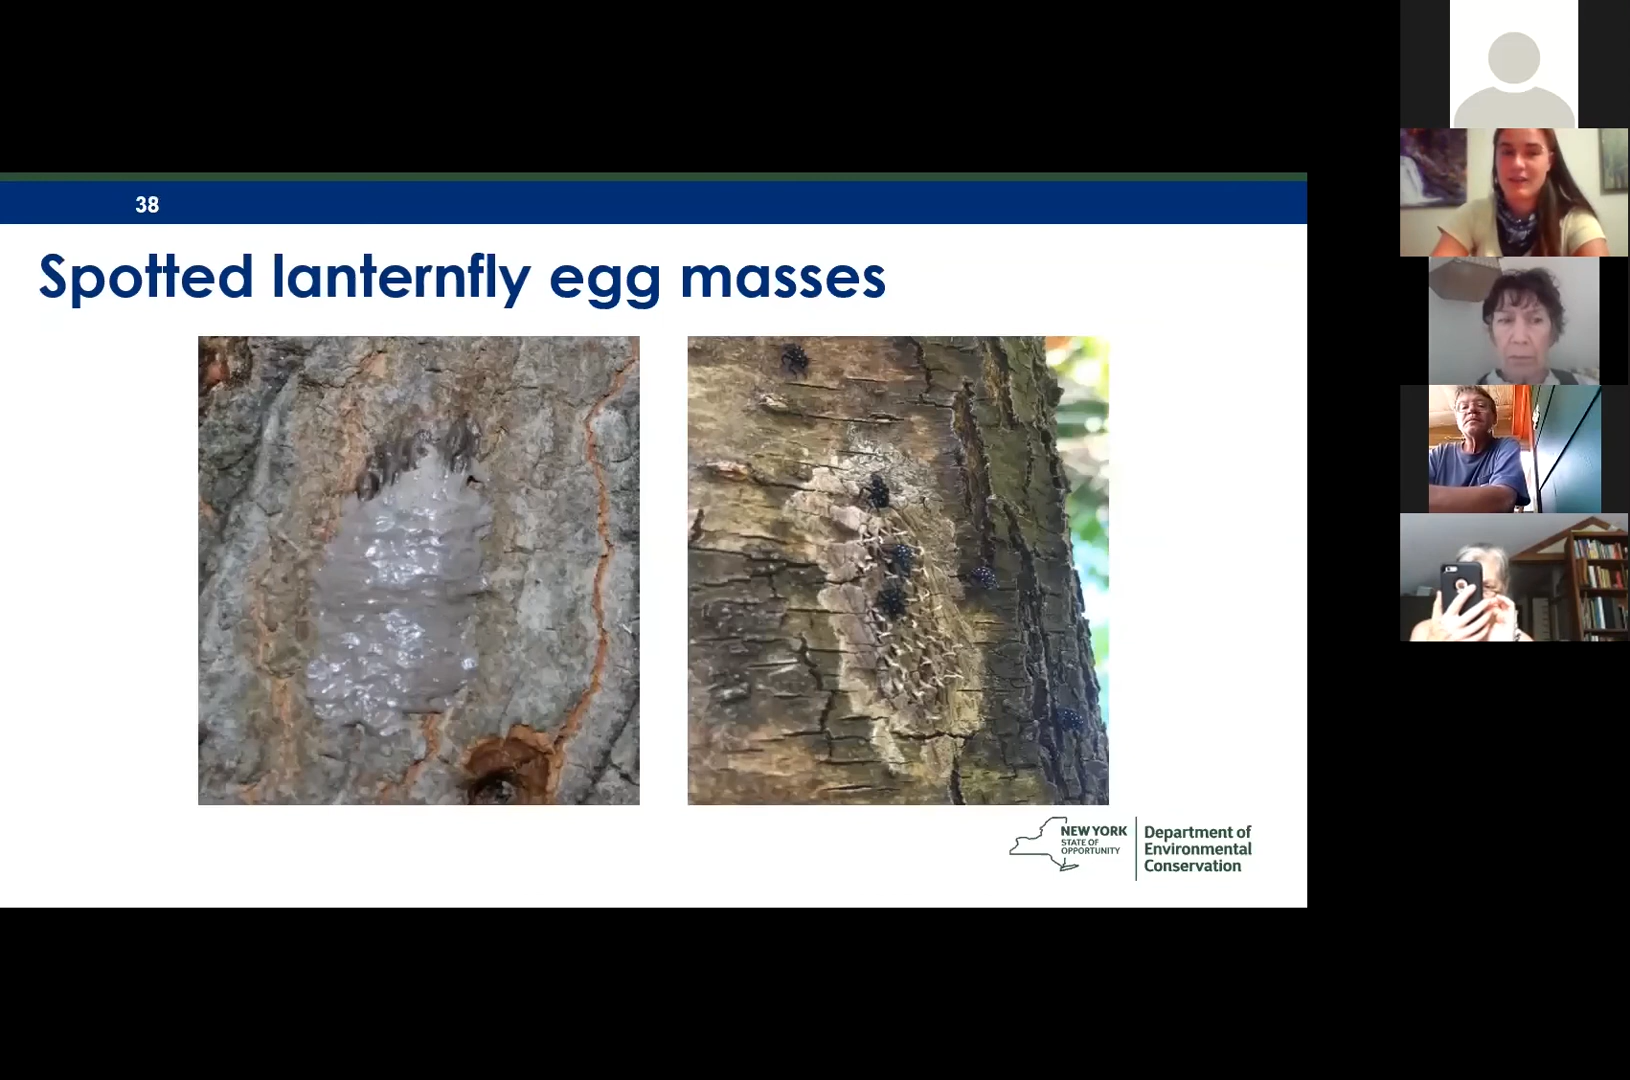 38
Spotted lanternfly egg masses
NEW YORK
STATE OF
OPPORTUNITY
Department of
Environmental
Conservation